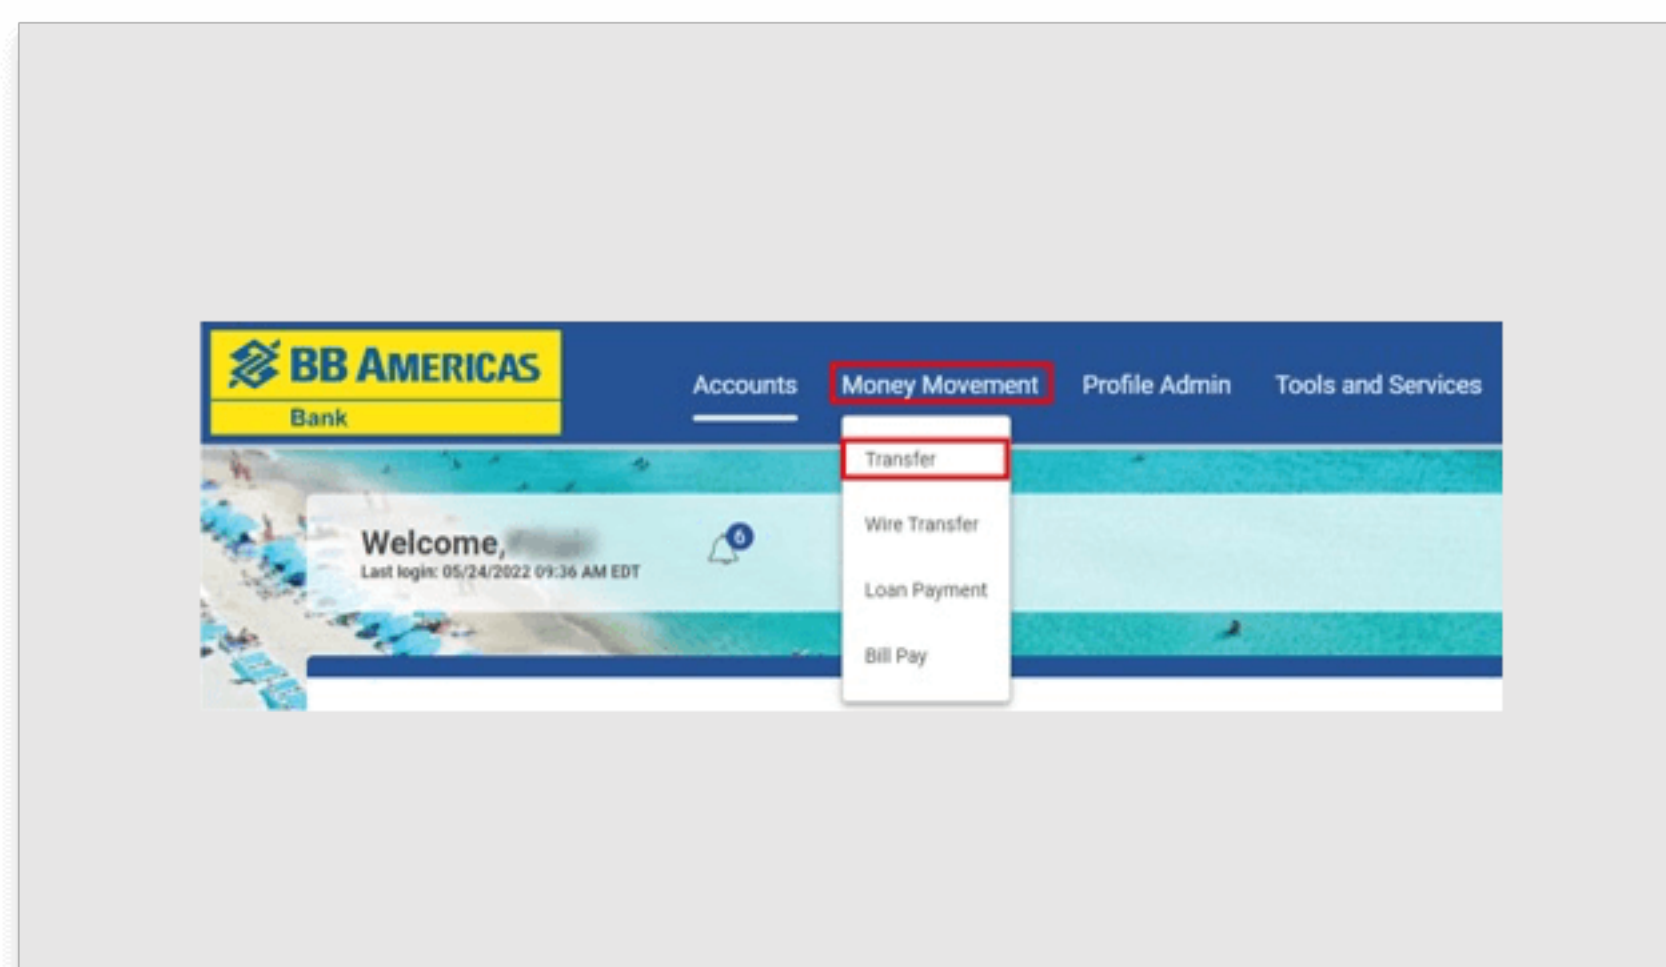 BB AMERICAS
Bank
Accounts Money Movement Profile Admin Tools and Services
Transfer
Wire Transfer
Loan Payment
Bill Pay
Welcome,
Last login: 05/24/2022 09:36 AM EDT
6